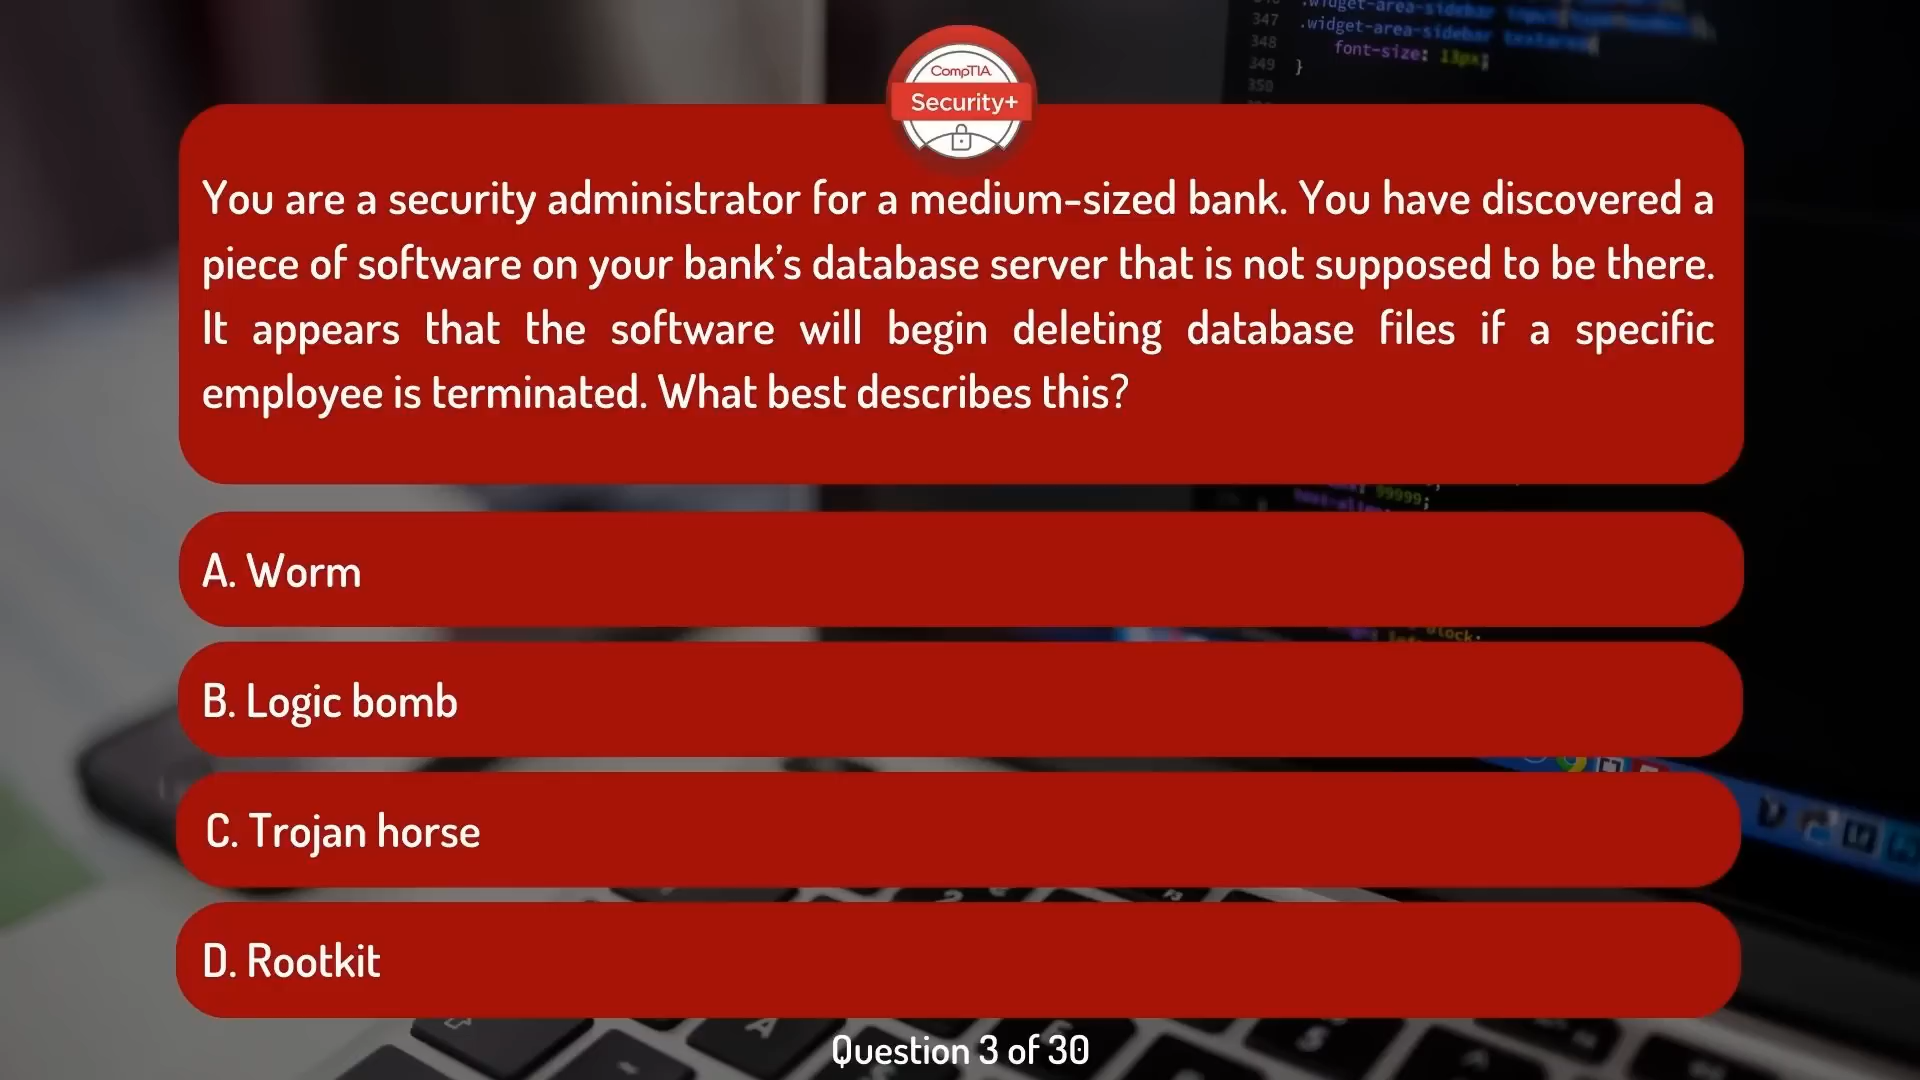 347 .widget-area-sidebar
348 font-size: 13px;
349 }
350
CompTIA
Security+
You are a security administrator for a medium-sized bank. You have discovered a
piece of software on your bank’s database server that is not supposed to be there.
It appears that the software will begin deleting database files if a specific
employee is terminated. What best describes this?
99999;
A. Worm
block;
B. Logic bomb
C. Trojan horse
D. Rootkit
Question 3 of 30